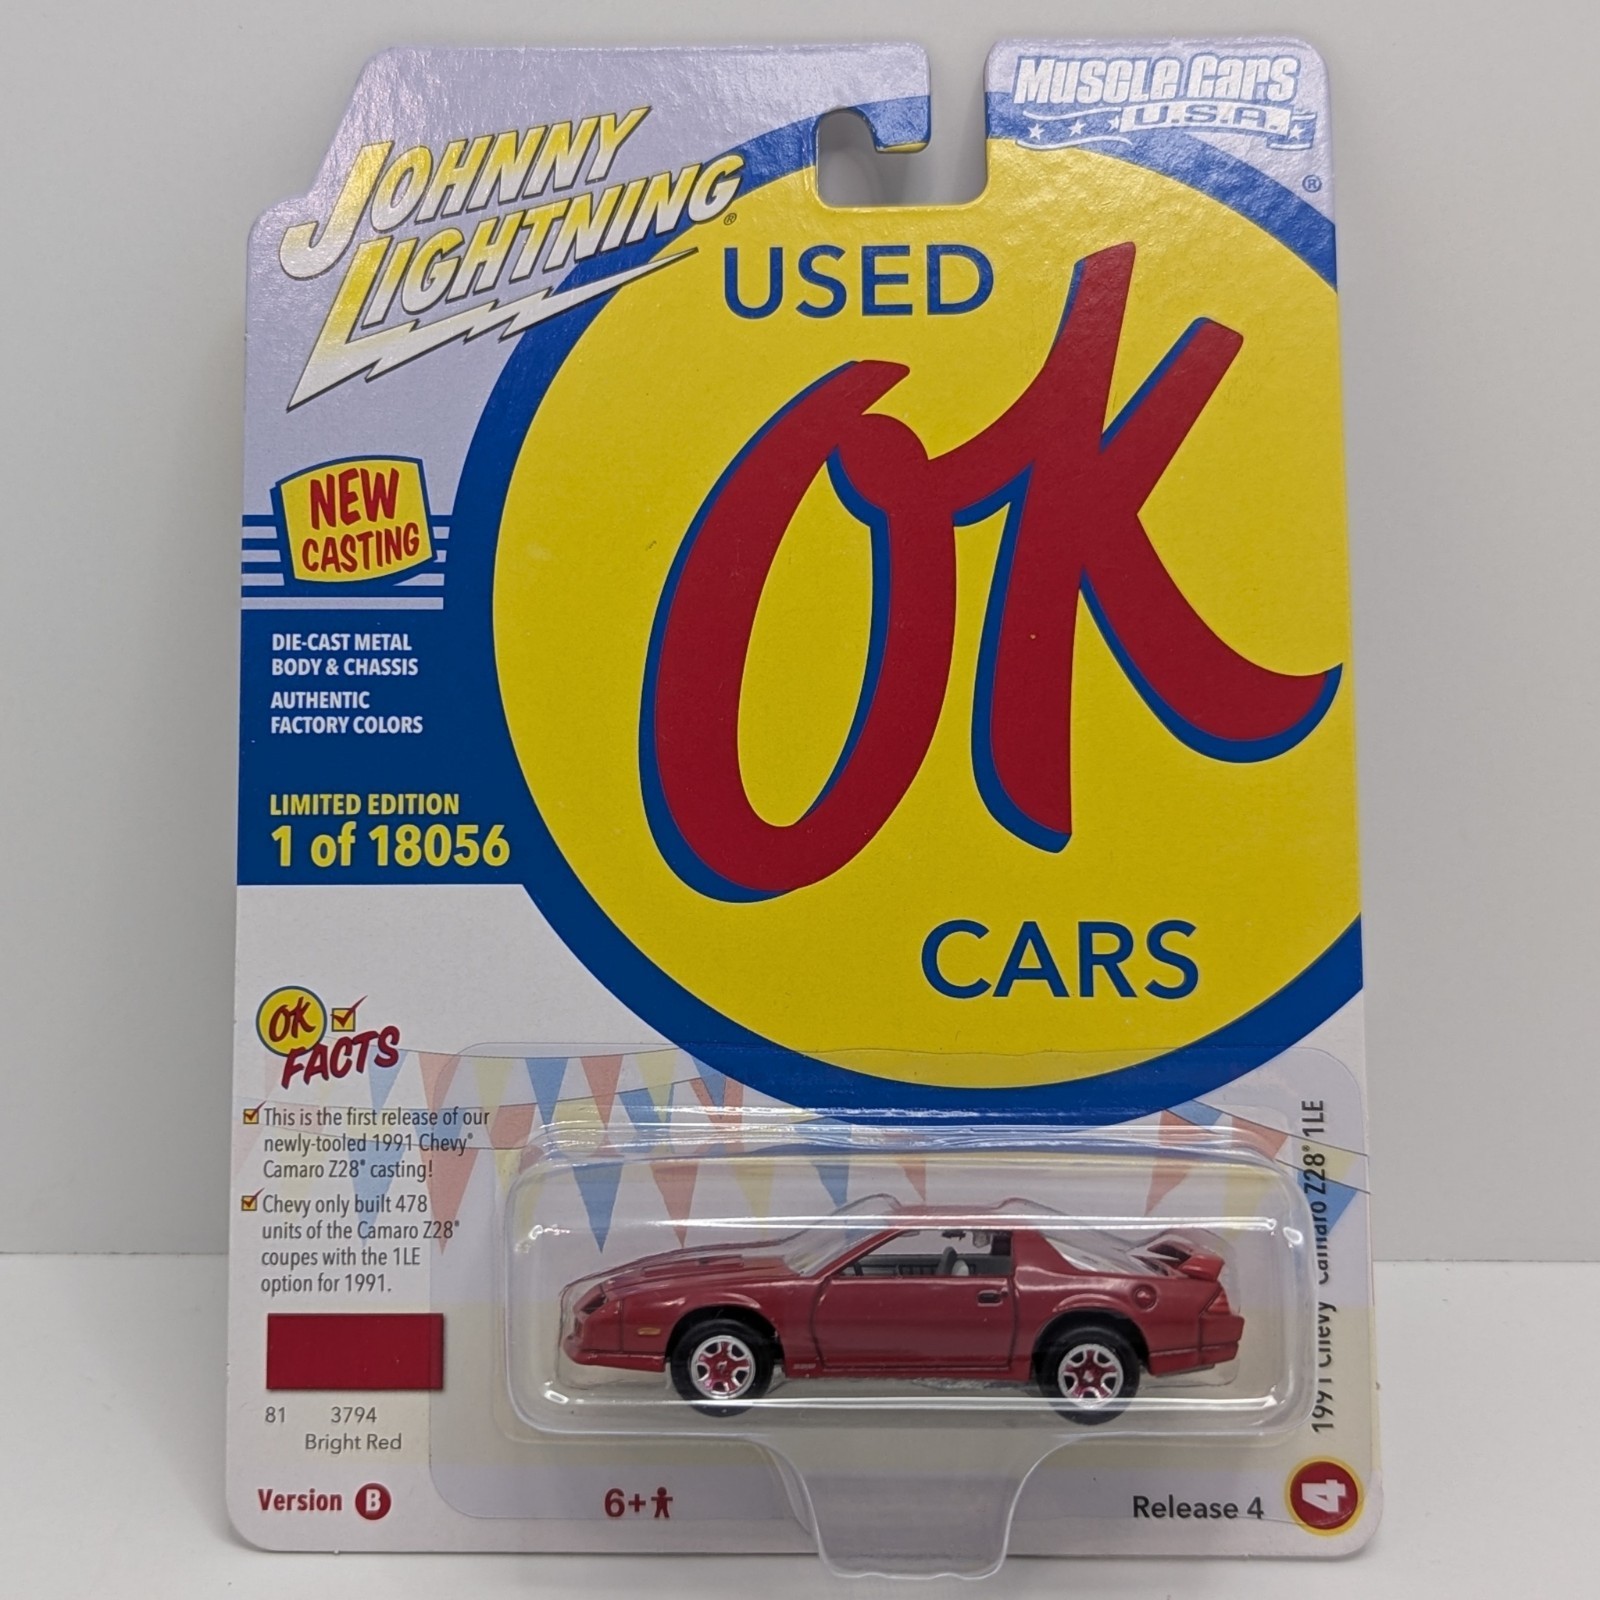 MUSCLE CARS
U.S.A.
®
JOHNNY
LIGHTNING®
USED
OK
CARS
NEW
CASTING
DIE-CAST METAL
BODY & CHASSIS
AUTHENTIC
FACTORY COLORS
LIMITED EDITION
1 of 18056
OK
FACTS
This is the first release of our
newly-tooled 1991 Chevy®
Camaro Z28® casting!
Chevy only built 478
units of the Camaro Z28®
coupes with the 1LE
option for 1991.
81 3794
Bright Red
Version B
6+
Release 4
4
1991 Chevy® Camaro Z28® 1LE